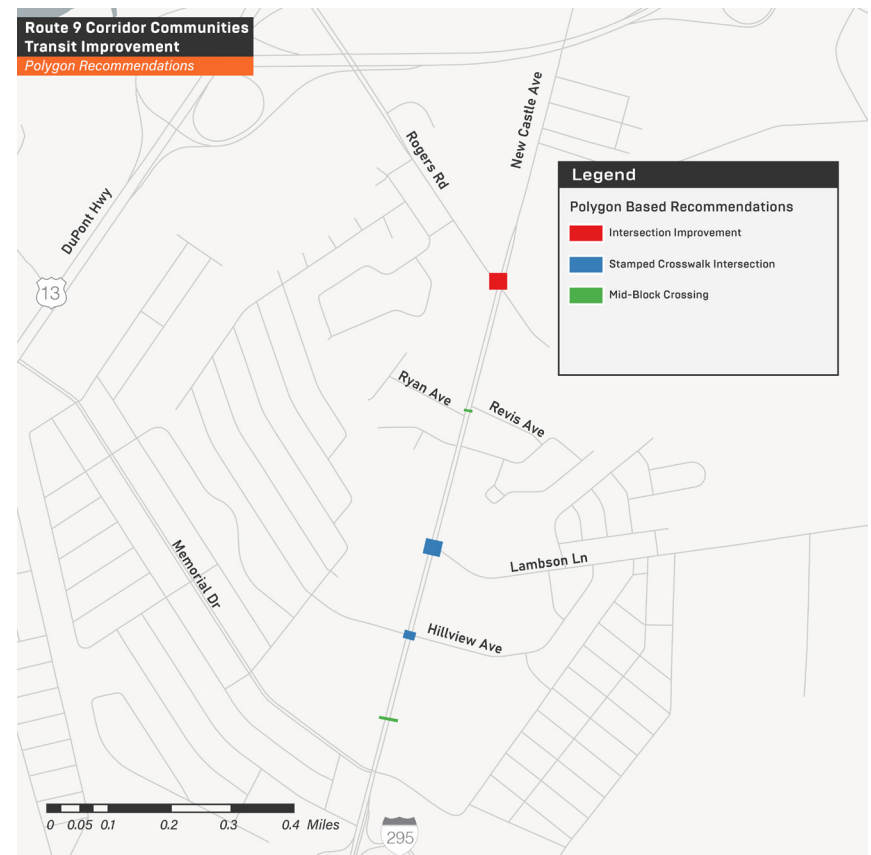 Route 9 Corridor Communities
Transit Improvement
Polygon Recommendations
New Castle Ave
Rogers Rd
DuPont Hwy
13
Legend
Polygon Based Recommendations
Intersection Improvement
Stamped Crosswalk Intersection
Mid-Block Crossing
Ryan Ave
Revis Ave
Memorial Dr
Lambson Ln
Hillview Ave
0 0.05 0.1 0.2 0.3 0.4 Miles
295